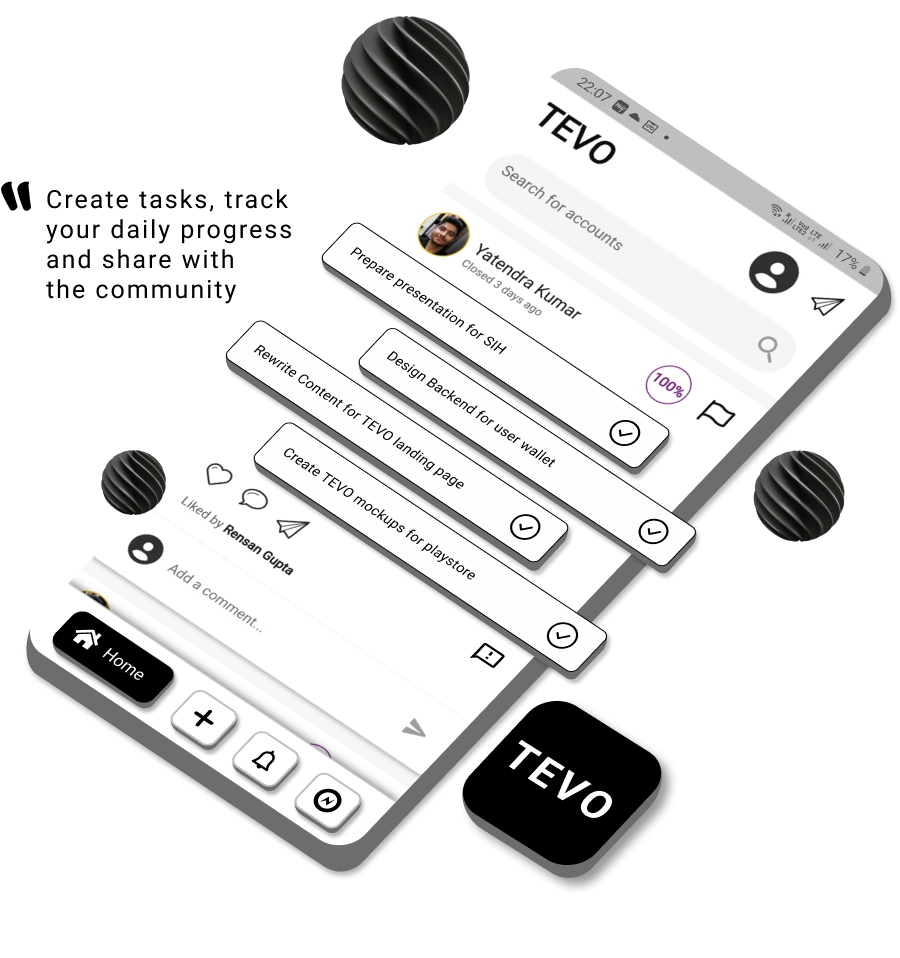 22:07
LTE2 LTE
17%
TEVO
Search for accounts
“ Create tasks, track
your daily progress
and share with
the community
Yatendra Kumar
Closed 3 days ago
100%
Prepare presentation for SIH
Design Backend for user wallet
Rewrite Content for TEVO landing page
Create TEVO mockups for playstore
Liked by Rensan Gupta
Add a comment...
Home
TEVO